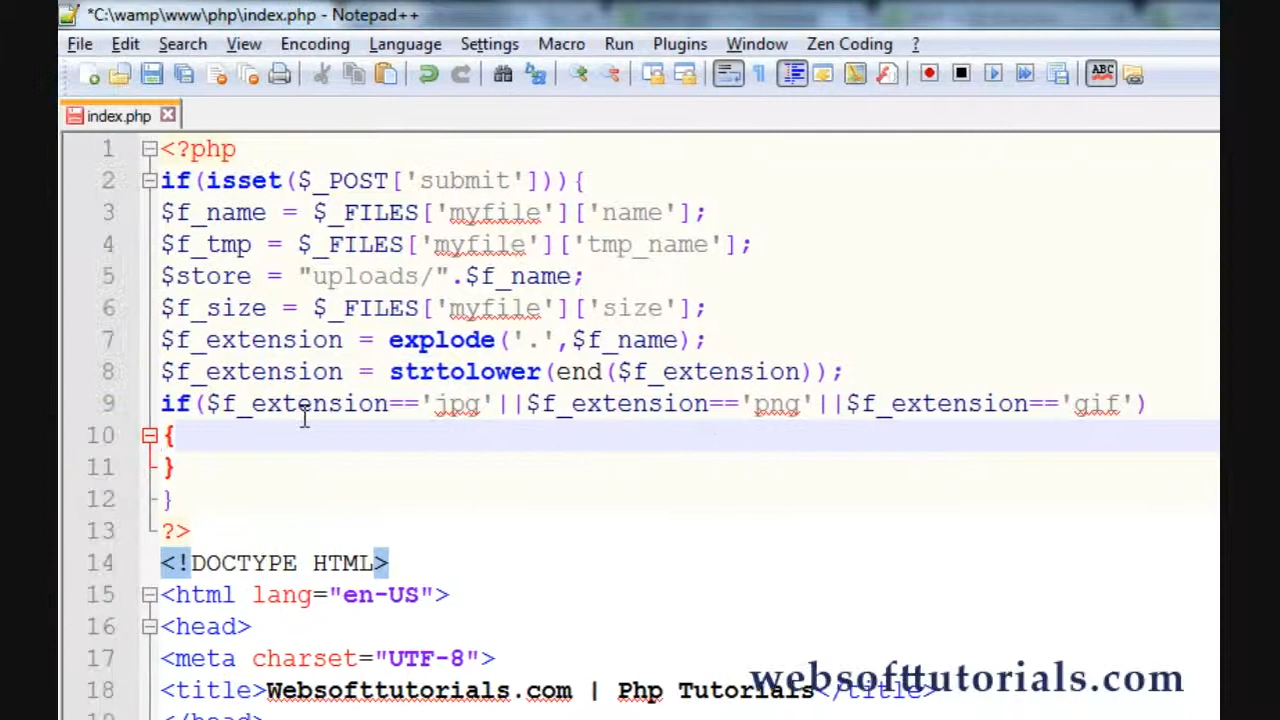 *C:\wamp\www\php\index.php - Notepad++
File Edit Search View Encoding Language Settings Macro Run Plugins Window Zen Coding ?
ABC
index.php
1 <?php
2 if(isset($_POST['submit'])){
3 $f_name = $_FILES['myfile']['name'];
4 $f_tmp = $_FILES['myfile']['tmp_name'];
5 $store = "uploads/".$f_name;
6 $f_size = $_FILES['myfile']['size'];
7 $f_extension = explode('.',$f_name);
8 $f_extension = strtolower(end($f_extension));
9 if($f_extension=='jpg'||$f_extension=='png'||$f_extension=='gif')
10 {
11 }
12 }
13 ?>
14 <!DOCTYPE HTML>
15 <html lang="en-US">
16 <head>
17 <meta charset="UTF-8">
18 <title>Websofttutorials.com | Php Tutorials</title>
19 </head>
websofttutorials.com